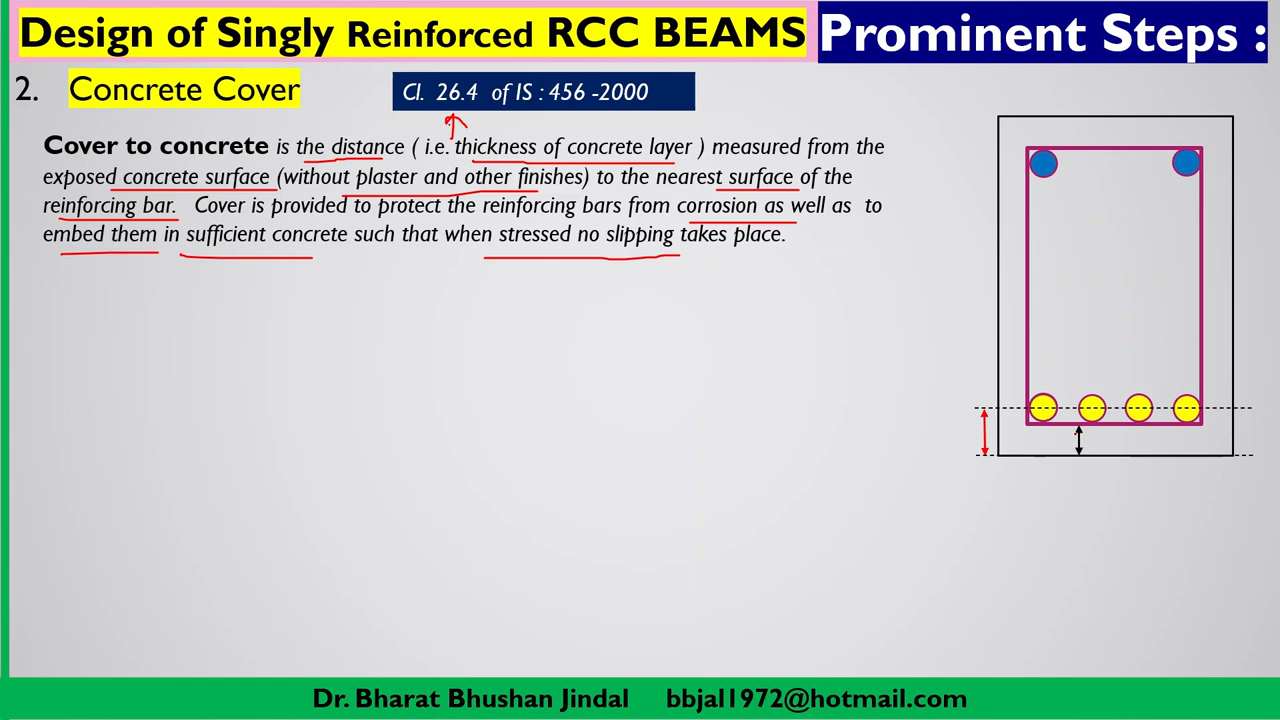 Design of Singly Reinforced RCC BEAMS Prominent Steps :
2. Concrete Cover Cl. 26.4 of IS : 456 -2000
Cover to concrete is the distance ( i.e. thickness of concrete layer ) measured from the
exposed concrete surface (without plaster and other finishes) to the nearest surface of the
reinforcing bar. Cover is provided to protect the reinforcing bars from corrosion as well as to
embed them in sufficient concrete such that when stressed no slipping takes place.
Dr. Bharat Bhushan Jindal bbjal1972@hotmail.com